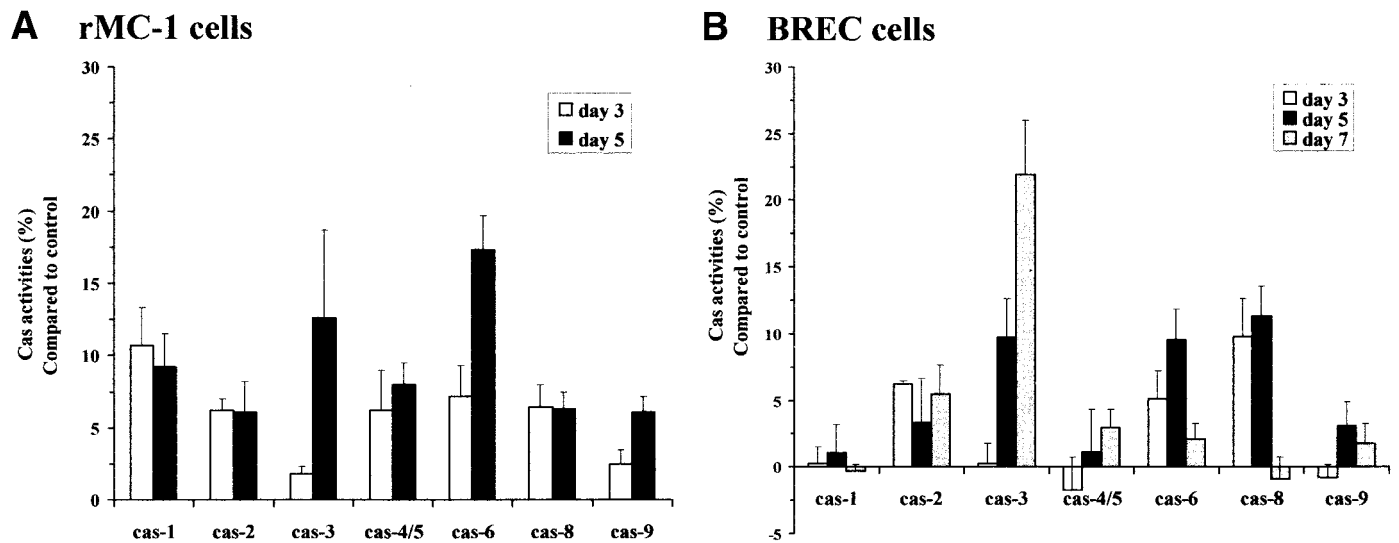 A rMC-1 cells
30
25
20
15
10
5
0
Cas activities (%)
Compared to control
day 3
day 5
cas-1 cas-2 cas-3 cas-4/5 cas-6 cas-8 cas-9
B BREC cells
30
25
20
15
10
5
0
-5
Cas activities (%)
Compared to control
day 3
day 5
day 7
cas-1 cas-2 cas-3 cas-4/5 cas-6 cas-8 cas-9